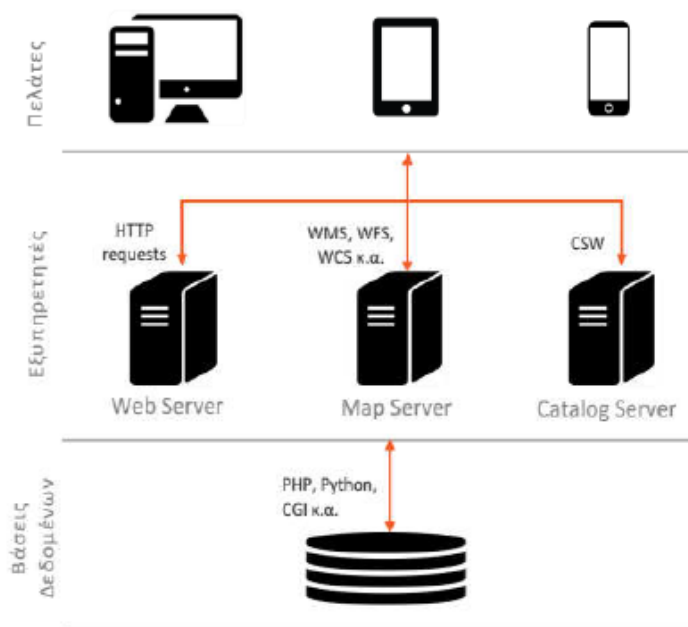 Πελάτες
HTTP
requests
WMS, WFS,
WCS κ.α.
CSW
Εξυπηρετητές
Web Server
Map Server
Catalog Server
PHP, Python,
CGI κ.α.
Βάσεις
Δεδομένων